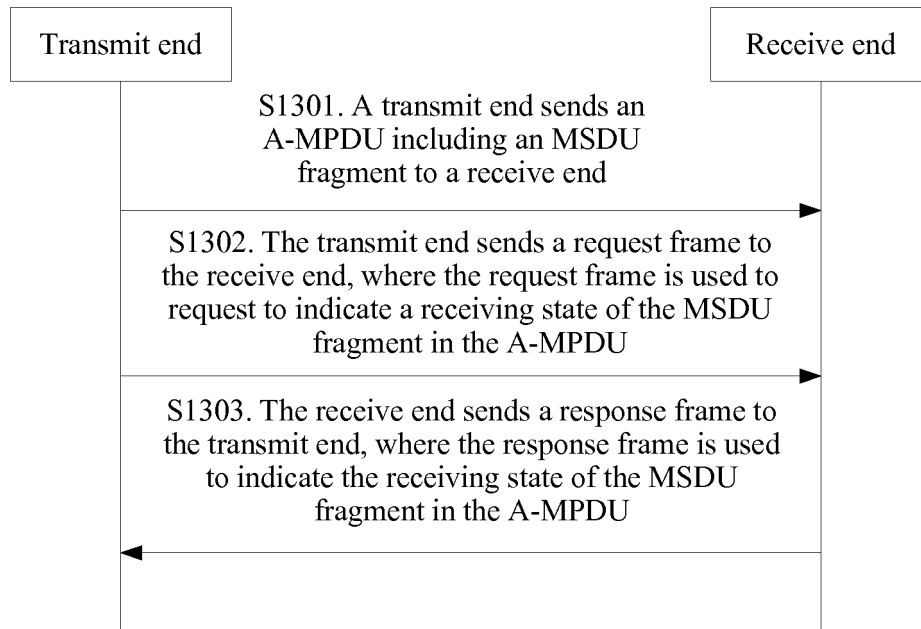 Transmit end
Receive end
S1301. A transmit end sends an
A-MPDU including an MSDU
fragment to a receive end
S1302. The transmit end sends a request frame to
the receive end, where the request frame is used to
request to indicate a receiving state of the MSDU
fragment in the A-MPDU
S1303. The receive end sends a response frame to
the transmit end, where the response frame is used
to indicate the receiving state of the MSDU
fragment in the A-MPDU